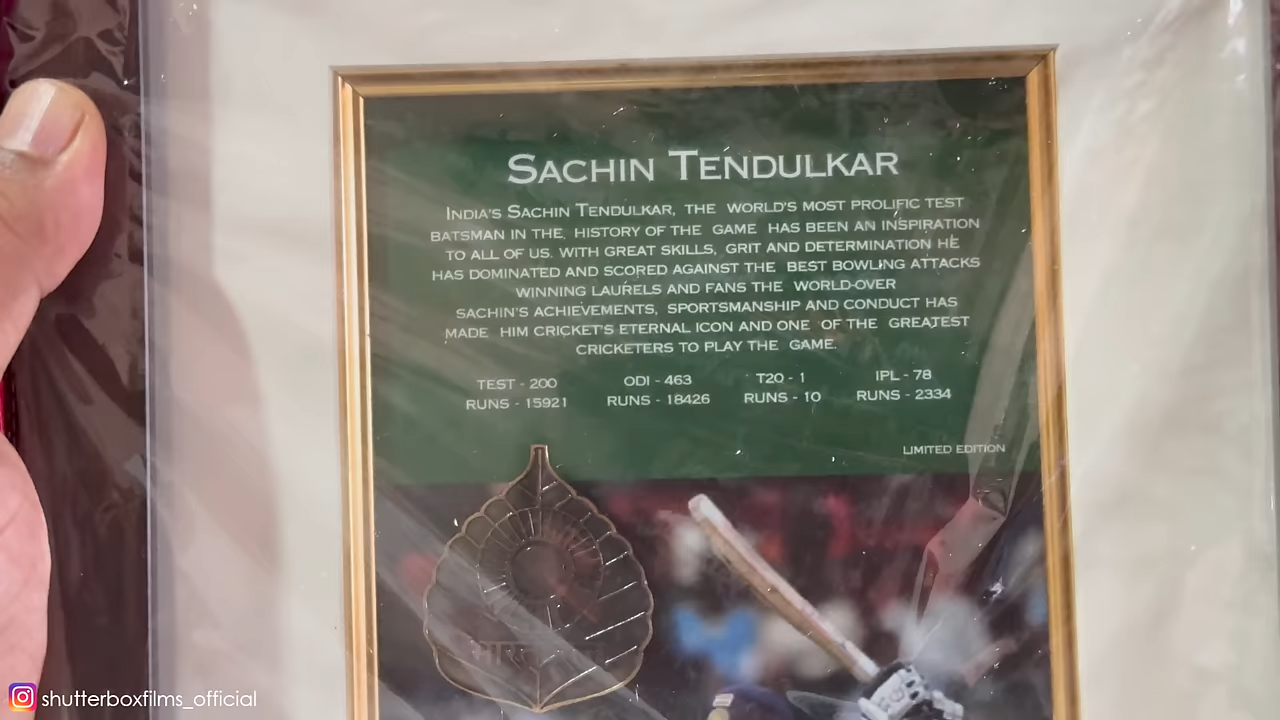 SACHIN TENDULKAR
INDIA'S SACHIN TENDULKAR, THE WORLD'S MOST PROLIFIC TEST
BATSMAN IN THE, HISTORY OF THE GAME HAS BEEN AN INSPIRATION
TO ALL OF US. WITH GREAT SKILLS, GRIT AND DETERMINATION HE
HAS DOMINATED AND SCORED AGAINST THE BEST BOWLING ATTACKS
WINNING LAURELS AND FANS THE WORLD-OVER
SACHIN'S ACHIEVEMENTS, SPORTSMANSHIP AND CONDUCT HAS
MADE HIM CRICKET'S ETERNAL ICON AND ONE OF THE GREATEST
CRICKETERS TO PLAY THE GAME.
TEST - 200 ODI - 463 T20 - 1 IPL - 78
RUNS - 15921 RUNS - 18426 RUNS - 10 RUNS - 2334
LIMITED EDITION
shutterboxfilms_official